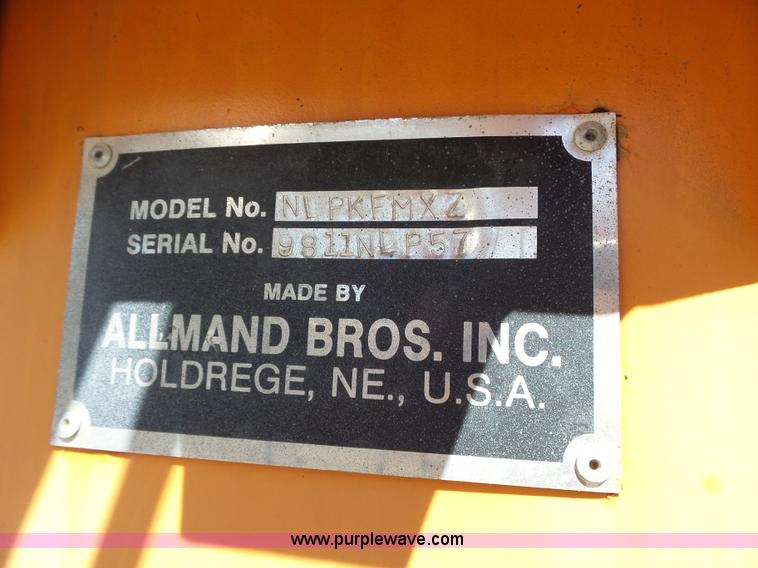 MODEL No. NLPKFMXZ
SERIAL No. 9811NLP57
MADE BY
ALLMAND BROS. INC.
HOLDREGE, NE., U.S.A.
www.purplewave.com